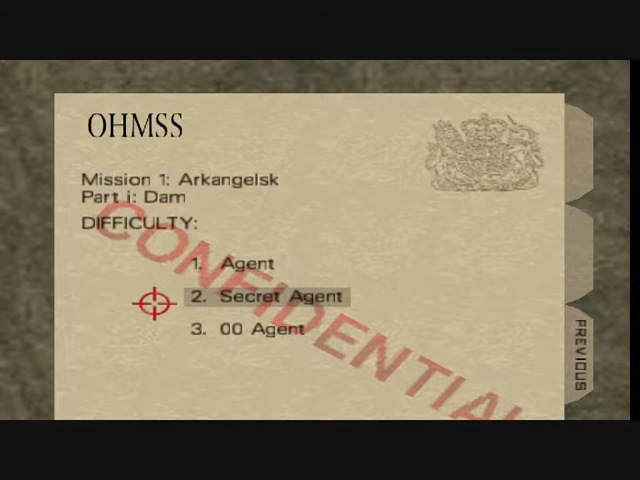 OHMSS
Mission 1: Arkangelsk
Part i: Dam
DIFFICULTY:
1. Agent
2. Secret Agent
3. 00 Agent
CONFIDENTIAL
PREVIOUS